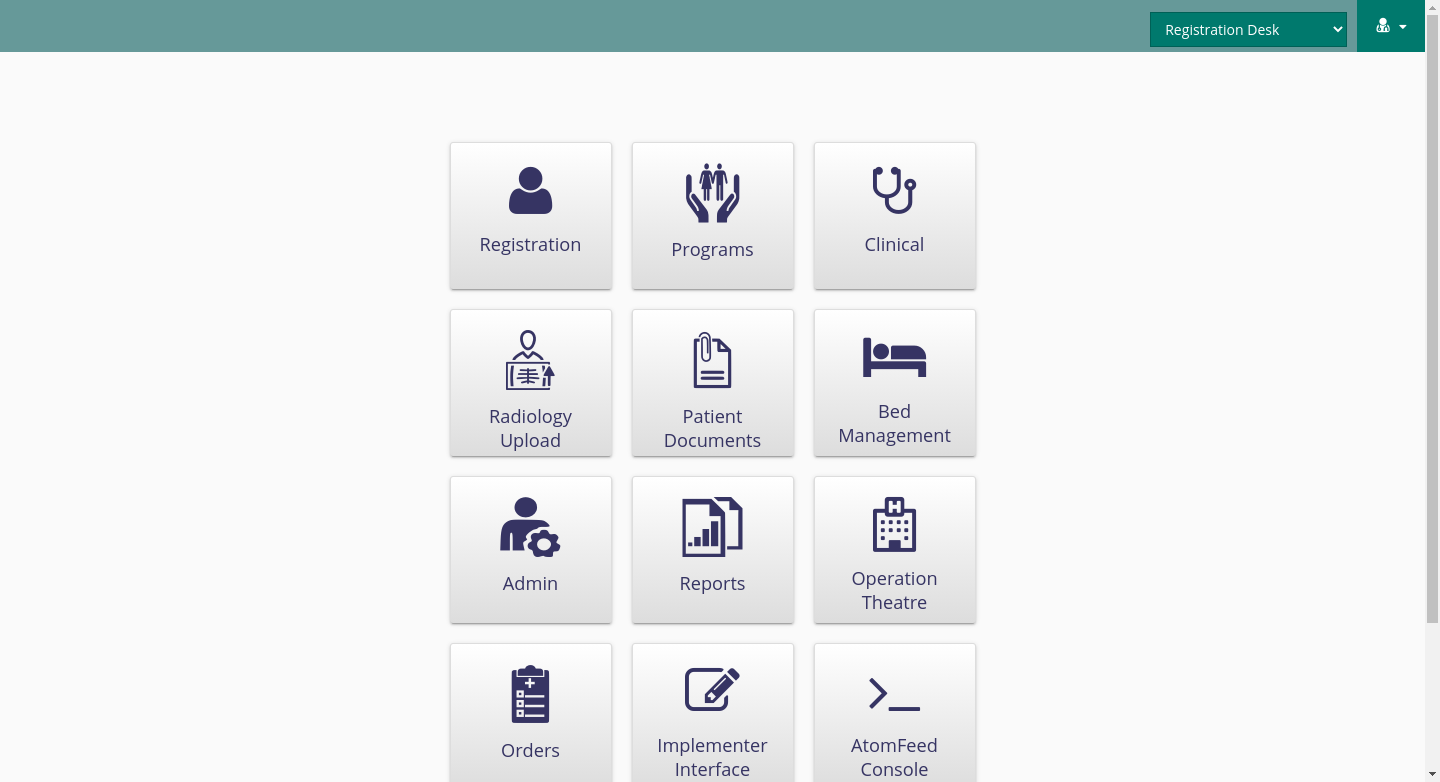 Registration Desk
Registration
Programs
Clinical
Radiology
Upload
Patient
Documents
Bed
Management
Admin
Reports
Operation
Theatre
Orders
Implementer
Interface
AtomFeed
Console